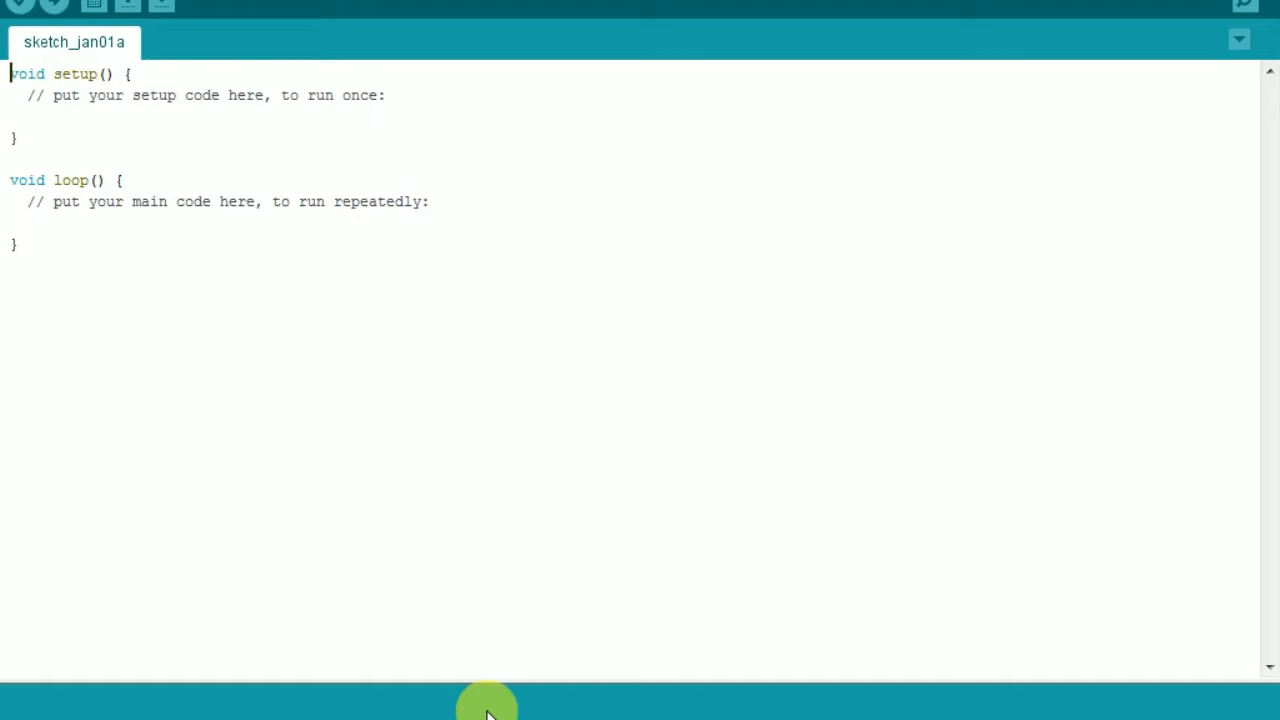 sketch_jan01a
void setup() {
  // put your setup code here, to run once:

}

void loop() {
  // put your main code here, to run repeatedly:

}